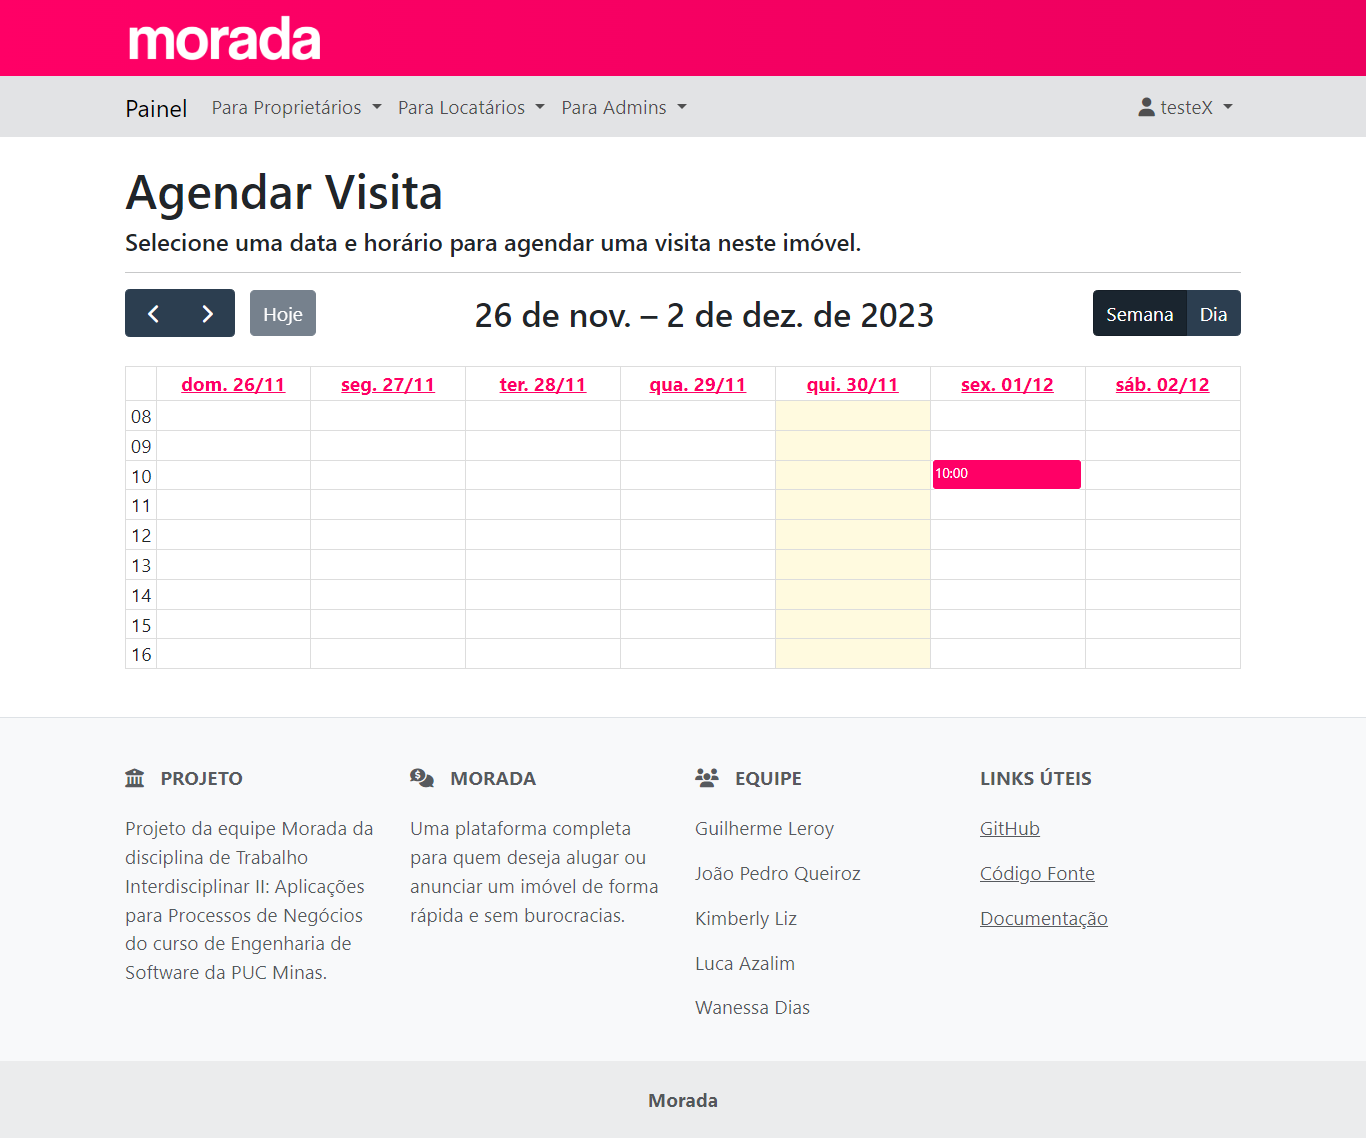 morada
Painel Para Proprietários Para Locatários Para Admins testeX
Agendar Visita
Selecione uma data e horário para agendar uma visita neste imóvel.
Hoje 26 de nov. – 2 de dez. de 2023 Semana Dia
dom. 26/11 seg. 27/11 ter. 28/11 qua. 29/11 qui. 30/11 sex. 01/12 sáb. 02/12
08
09
10 10:00
11
12
13
14
15
16
PROJETO
Projeto da equipe Morada da
disciplina de Trabalho
Interdisciplinar II: Aplicações
para Processos de Negócios
do curso de Engenharia de
Software da PUC Minas.
MORADA
Uma plataforma completa
para quem deseja alugar ou
anunciar um imóvel de forma
rápida e sem burocracias.
EQUIPE
Guilherme Leroy
João Pedro Queiroz
Kimberly Liz
Luca Azalim
Wanessa Dias
LINKS ÚTEIS
GitHub
Código Fonte
Documentação
Morada